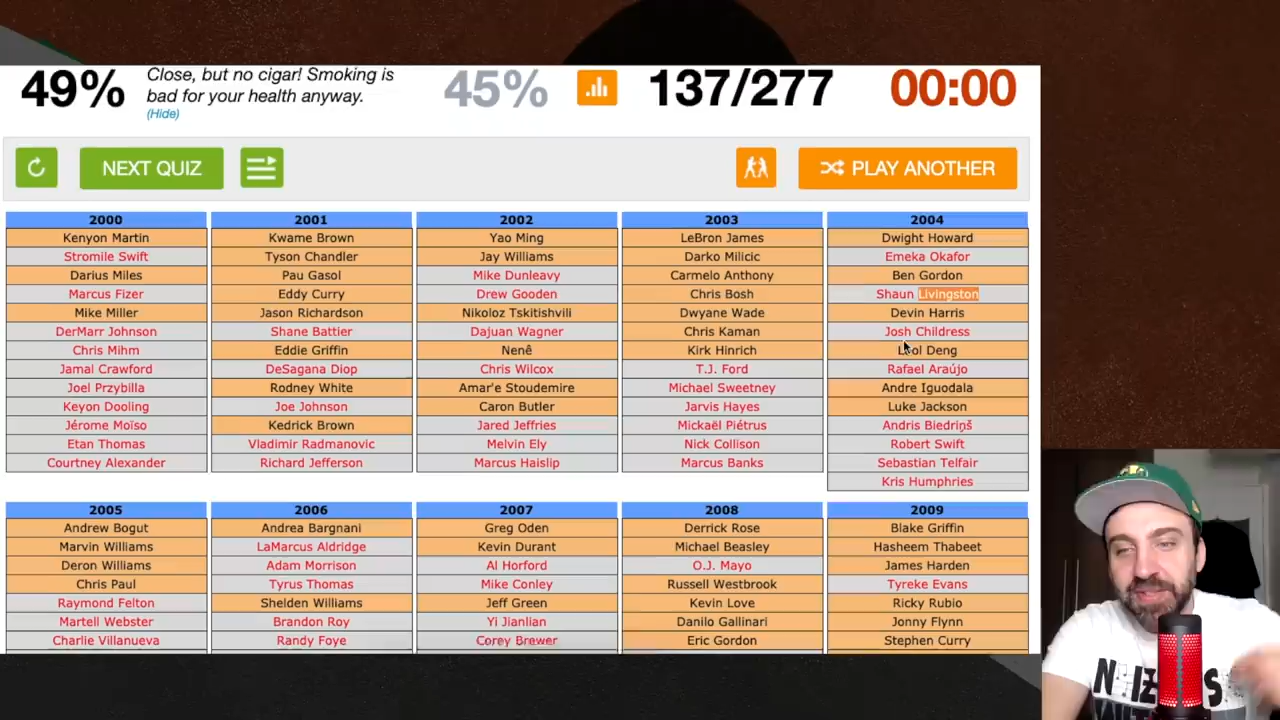 49%
Close, but no cigar! Smoking is
bad for your health anyway.
(Hide)
45%
137/277
00:00
NEXT QUIZ
PLAY ANOTHER
2000 2001 2002 2003 2004
Kenyon Martin Kwame Brown Yao Ming LeBron James Dwight Howard
Stromile Swift Tyson Chandler Jay Williams Darko Milicic Emeka Okafor
Darius Miles Pau Gasol Mike Dunleavy Carmelo Anthony Ben Gordon
Marcus Fizer Eddy Curry Drew Gooden Chris Bosh Shaun Livingston
Mike Miller Jason Richardson Nikoloz Tskitishvili Dwyane Wade Devin Harris
DerMarr Johnson Shane Battier Dajuan Wagner Chris Kaman Josh Childress
Chris Mihm Eddie Griffin Nenê Kirk Hinrich Luol Deng
Jamal Crawford DeSagana Diop Chris Wilcox T.J. Ford Rafael Araújo
Joel Przybilla Rodney White Amar'e Stoudemire Michael Sweetney Andre Iguodala
Keyon Dooling Joe Johnson Caron Butler Jarvis Hayes Luke Jackson
Jérome Moïso Kedrick Brown Jared Jeffries Mickaël Piétrus Andris Biedriņš
Etan Thomas Vladimir Radmanovic Melvin Ely Nick Collison Robert Swift
Courtney Alexander Richard Jefferson Marcus Haislip Marcus Banks Sebastian Telfair
Kris Humphries
2005 2006 2007 2008 2009
Andrew Bogut Andrea Bargnani Greg Oden Derrick Rose Blake Griffin
Marvin Williams LaMarcus Aldridge Kevin Durant Michael Beasley Hasheem Thabeet
Deron Williams Adam Morrison Al Horford O.J. Mayo James Harden
Chris Paul Tyrus Thomas Mike Conley Russell Westbrook Tyreke Evans
Raymond Felton Shelden Williams Jeff Green Kevin Love Ricky Rubio
Martell Webster Brandon Roy Yi Jianlian Danilo Gallinari Jonny Flynn
Charlie Villanueva Randy Foye Corey Brewer Eric Gordon Stephen Curry